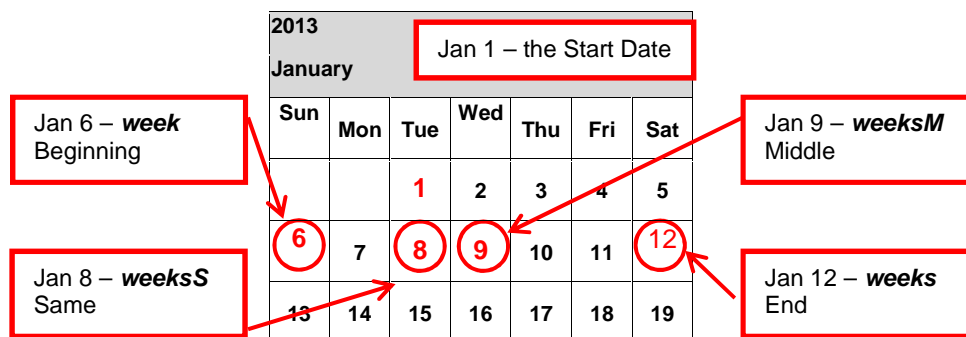 2013
January
Jan 1 – the Start Date
Jan 6 – week
Beginning
Jan 9 – weeksM
Middle
Jan 8 – weeksS
Same
Jan 12 – weeks
End
Sun Mon Tue Wed Thu Fri Sat
1 2 3 4 5
6 7 8 9 10 11 12
13 14 15 16 17 18 19